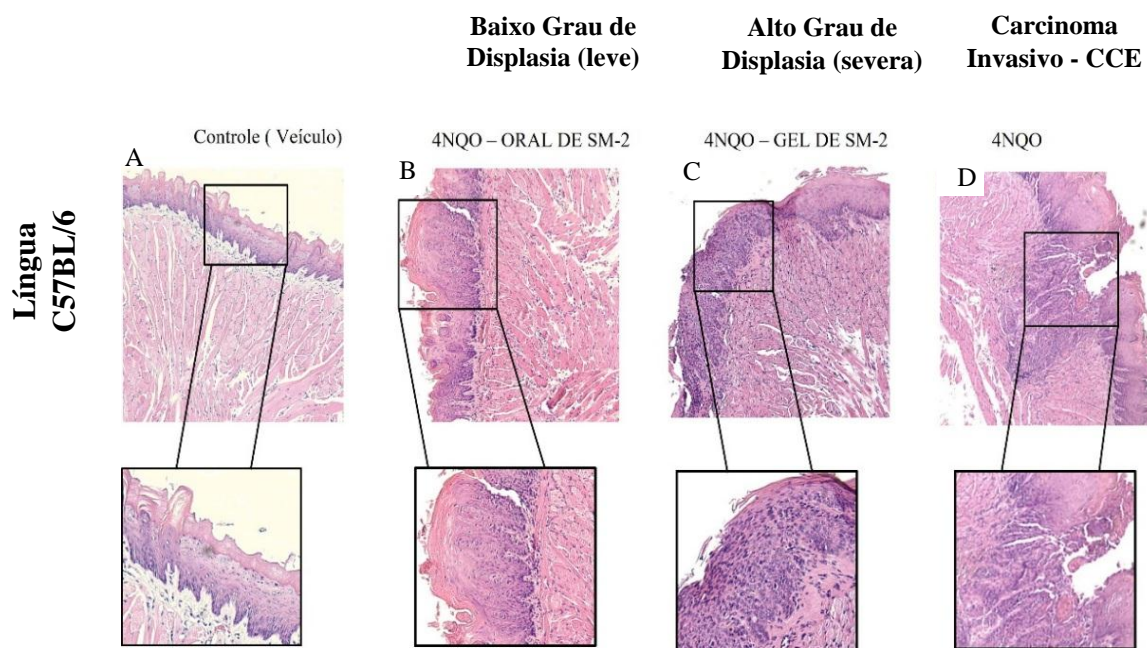 Baixo Grau de
Displasia (leve)
Alto Grau de
Displasia (severa)
Carcinoma
Invasivo - CCE
Controle ( Veículo)
4NQO – ORAL DE SM-2
4NQO – GEL DE SM-2
4NQO
A
B
C
D
Língua
C57BL/6